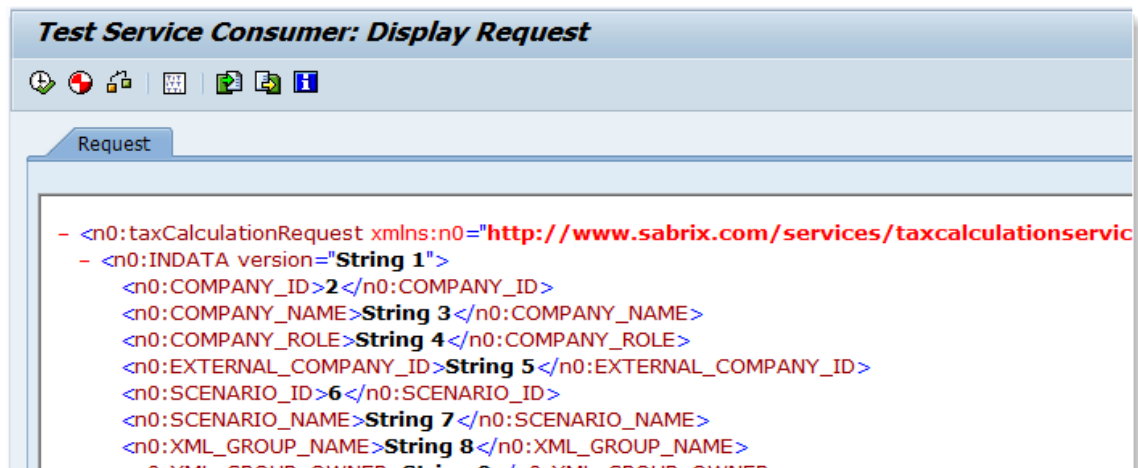 Test Service Consumer: Display Request
Request
– <n0:taxCalculationRequest xmlns:n0="http://www.sabrix.com/services/taxcalculationservic
– <n0:INDATA version="String 1">
<n0:COMPANY_ID>2</n0:COMPANY_ID>
<n0:COMPANY_NAME>String 3</n0:COMPANY_NAME>
<n0:COMPANY_ROLE>String 4</n0:COMPANY_ROLE>
<n0:EXTERNAL_COMPANY_ID>String 5</n0:EXTERNAL_COMPANY_ID>
<n0:SCENARIO_ID>6</n0:SCENARIO_ID>
<n0:SCENARIO_NAME>String 7</n0:SCENARIO_NAME>
<n0:XML_GROUP_NAME>String 8</n0:XML_GROUP_NAME>